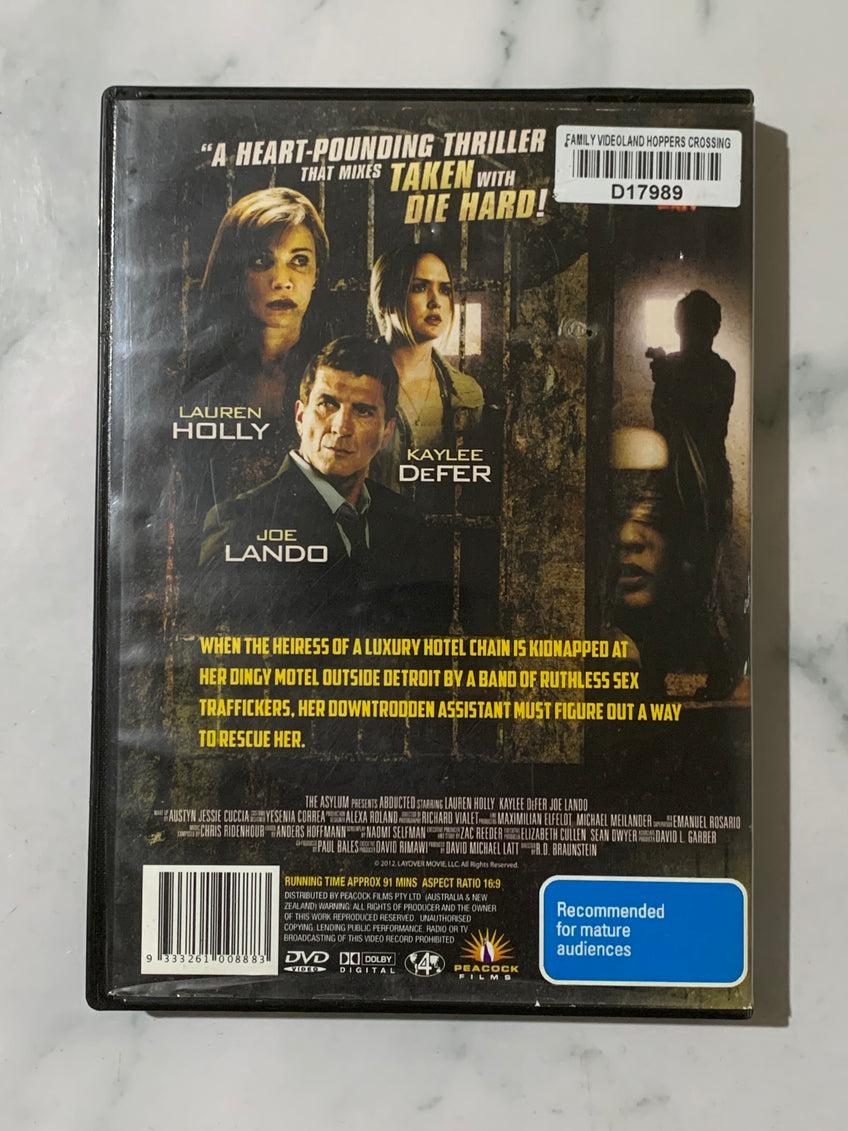 "A HEART-POUNDING THRILLER
THAT MIXES TAKEN WITH
DIE HARD!
FAMILY VIDEOLAND HOPPERS CROSSING
D17989
LAUREN
HOLLY
KAYLEE
DEFER
JOE
LANDO
WHEN THE HEIRESS OF A LUXURY HOTEL CHAIN IS KIDNAPPED AT
HER DINGY MOTEL OUTSIDE DETROIT BY A BAND OF RUTHLESS SEX
TRAFFICKERS, HER DOWNTRODDEN ASSISTANT MUST FIGURE OUT A WAY
TO RESCUE HER.
THE ASYLUM PRESENTS ABDUCTED STARRING LAUREN HOLLY KAYLEE DEFER JOE LANDO
AUSTYN JESSIE CUCCIA YESENIA CORREA ALEXA ROLAND RICHARD VIALET MAXIMILIAN ELFELDT, MICHAEL MEILANDER EMANUEL ROSARIO
CHRIS RIDENHOUR ANDERS HOFFMANN NAOMI SELFMAN ZAC REEDER ELIZABETH CULLEN SEAN DWYER DAVID L. GARBER
PAUL BALES DAVID RIMAWI DAVID MICHAEL LATT B.D. BRAUNSTEIN
© 2012, LAYOVER MOVIE, LLC. All Rights Reserved.
RUNNING TIME APPROX 91 MINS ASPECT RATIO 16:9
DISTRIBUTED BY PEACOCK FILMS PTY LTD (AUSTRALIA & NEW
ZEALAND) WARNING: ALL RIGHTS OF PRODUCER AND THE OWNER
OF THIS WORK REPRODUCED RESERVED. UNAUTHORISED
COPYING, LENDING PUBLIC PERFORMANCE, RADIO OR TV
BROADCASTING OF THIS VIDEO RECORD PROHIBITED
9 333261 008883
DVD
VIDEO
DOLBY
DIGITAL
4
PEACOCK
FILMS
Recommended
for mature
audiences